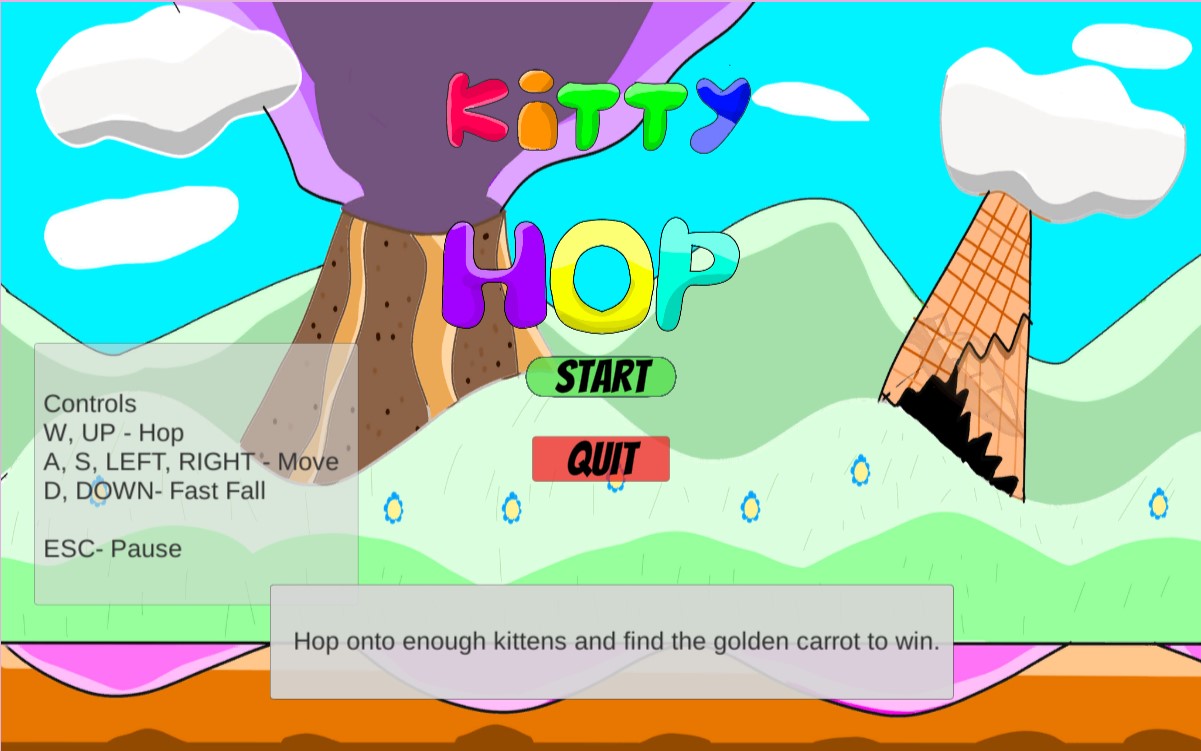 KiTTy
HOP
START
QUIT
Controls
W, UP - Hop
A, S, LEFT, RIGHT - Move
D, DOWN- Fast Fall
ESC- Pause
Hop onto enough kittens and find the golden carrot to win.